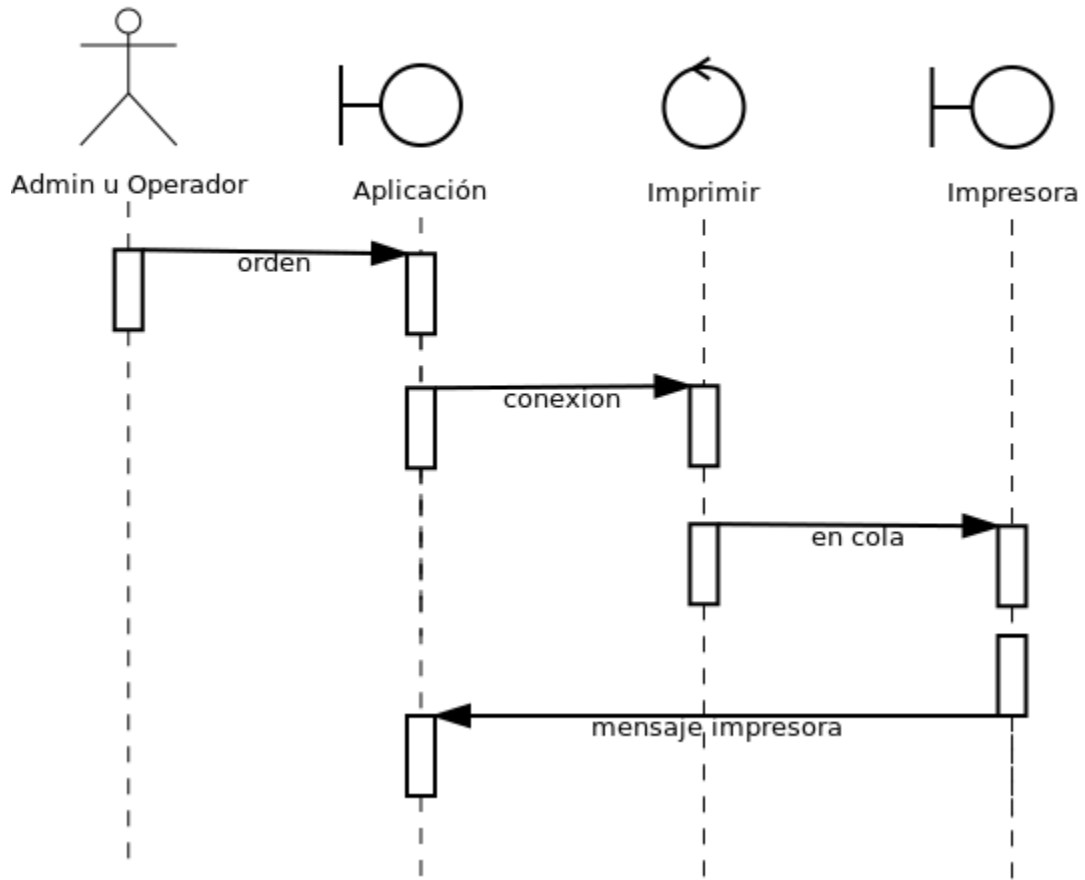 Admin u Operador
Aplicación
Imprimir
Impresora
orden
conexion
en cola
mensaje impresora